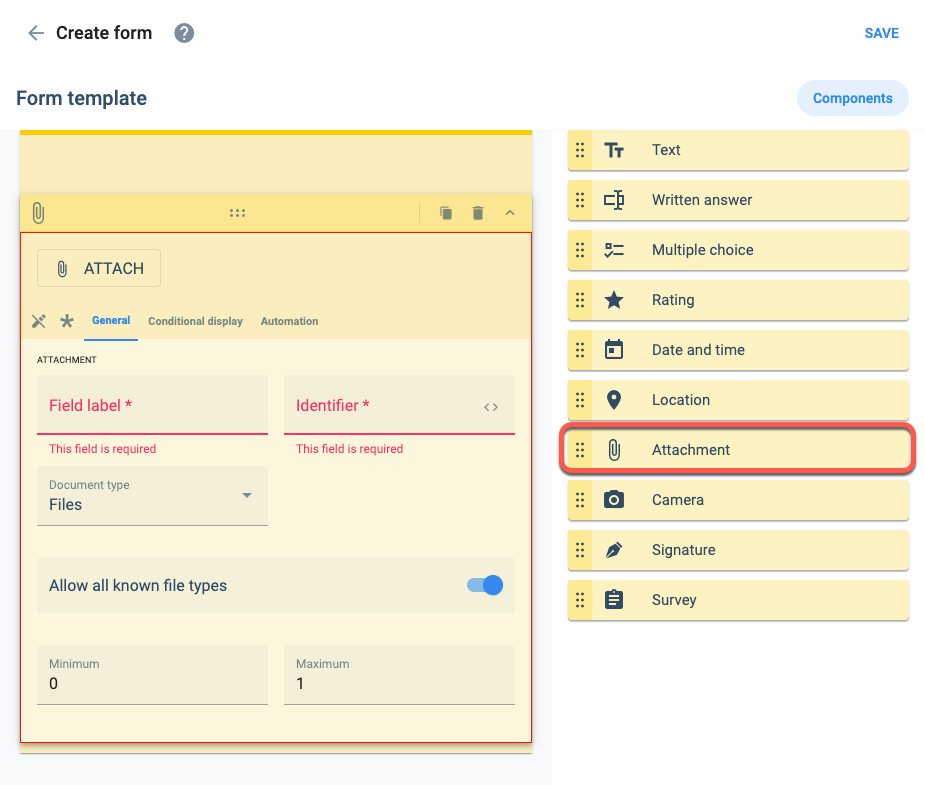 Create form ?
SAVE
Form template
Components
ATTACH
General Conditional display Automation
ATTACHMENT
Field label * Identifier * <>
This field is required This field is required
Document type
Files
Allow all known file types
Minimum Maximum
0 1
Text
Written answer
Multiple choice
Rating
Date and time
Location
Attachment
Camera
Signature
Survey